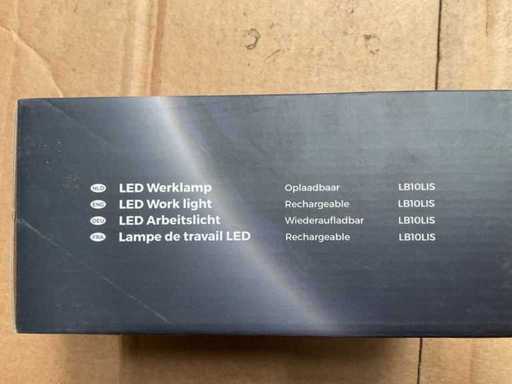 NLD LED Werklamp Oplaadbaar LB10LIS
ENG LED Work light Rechargeable LB10LIS
DEU LED Arbeitslicht Wiederaufladbar LB10LIS
FRA Lampe de travail LED Rechargeable LB10LIS